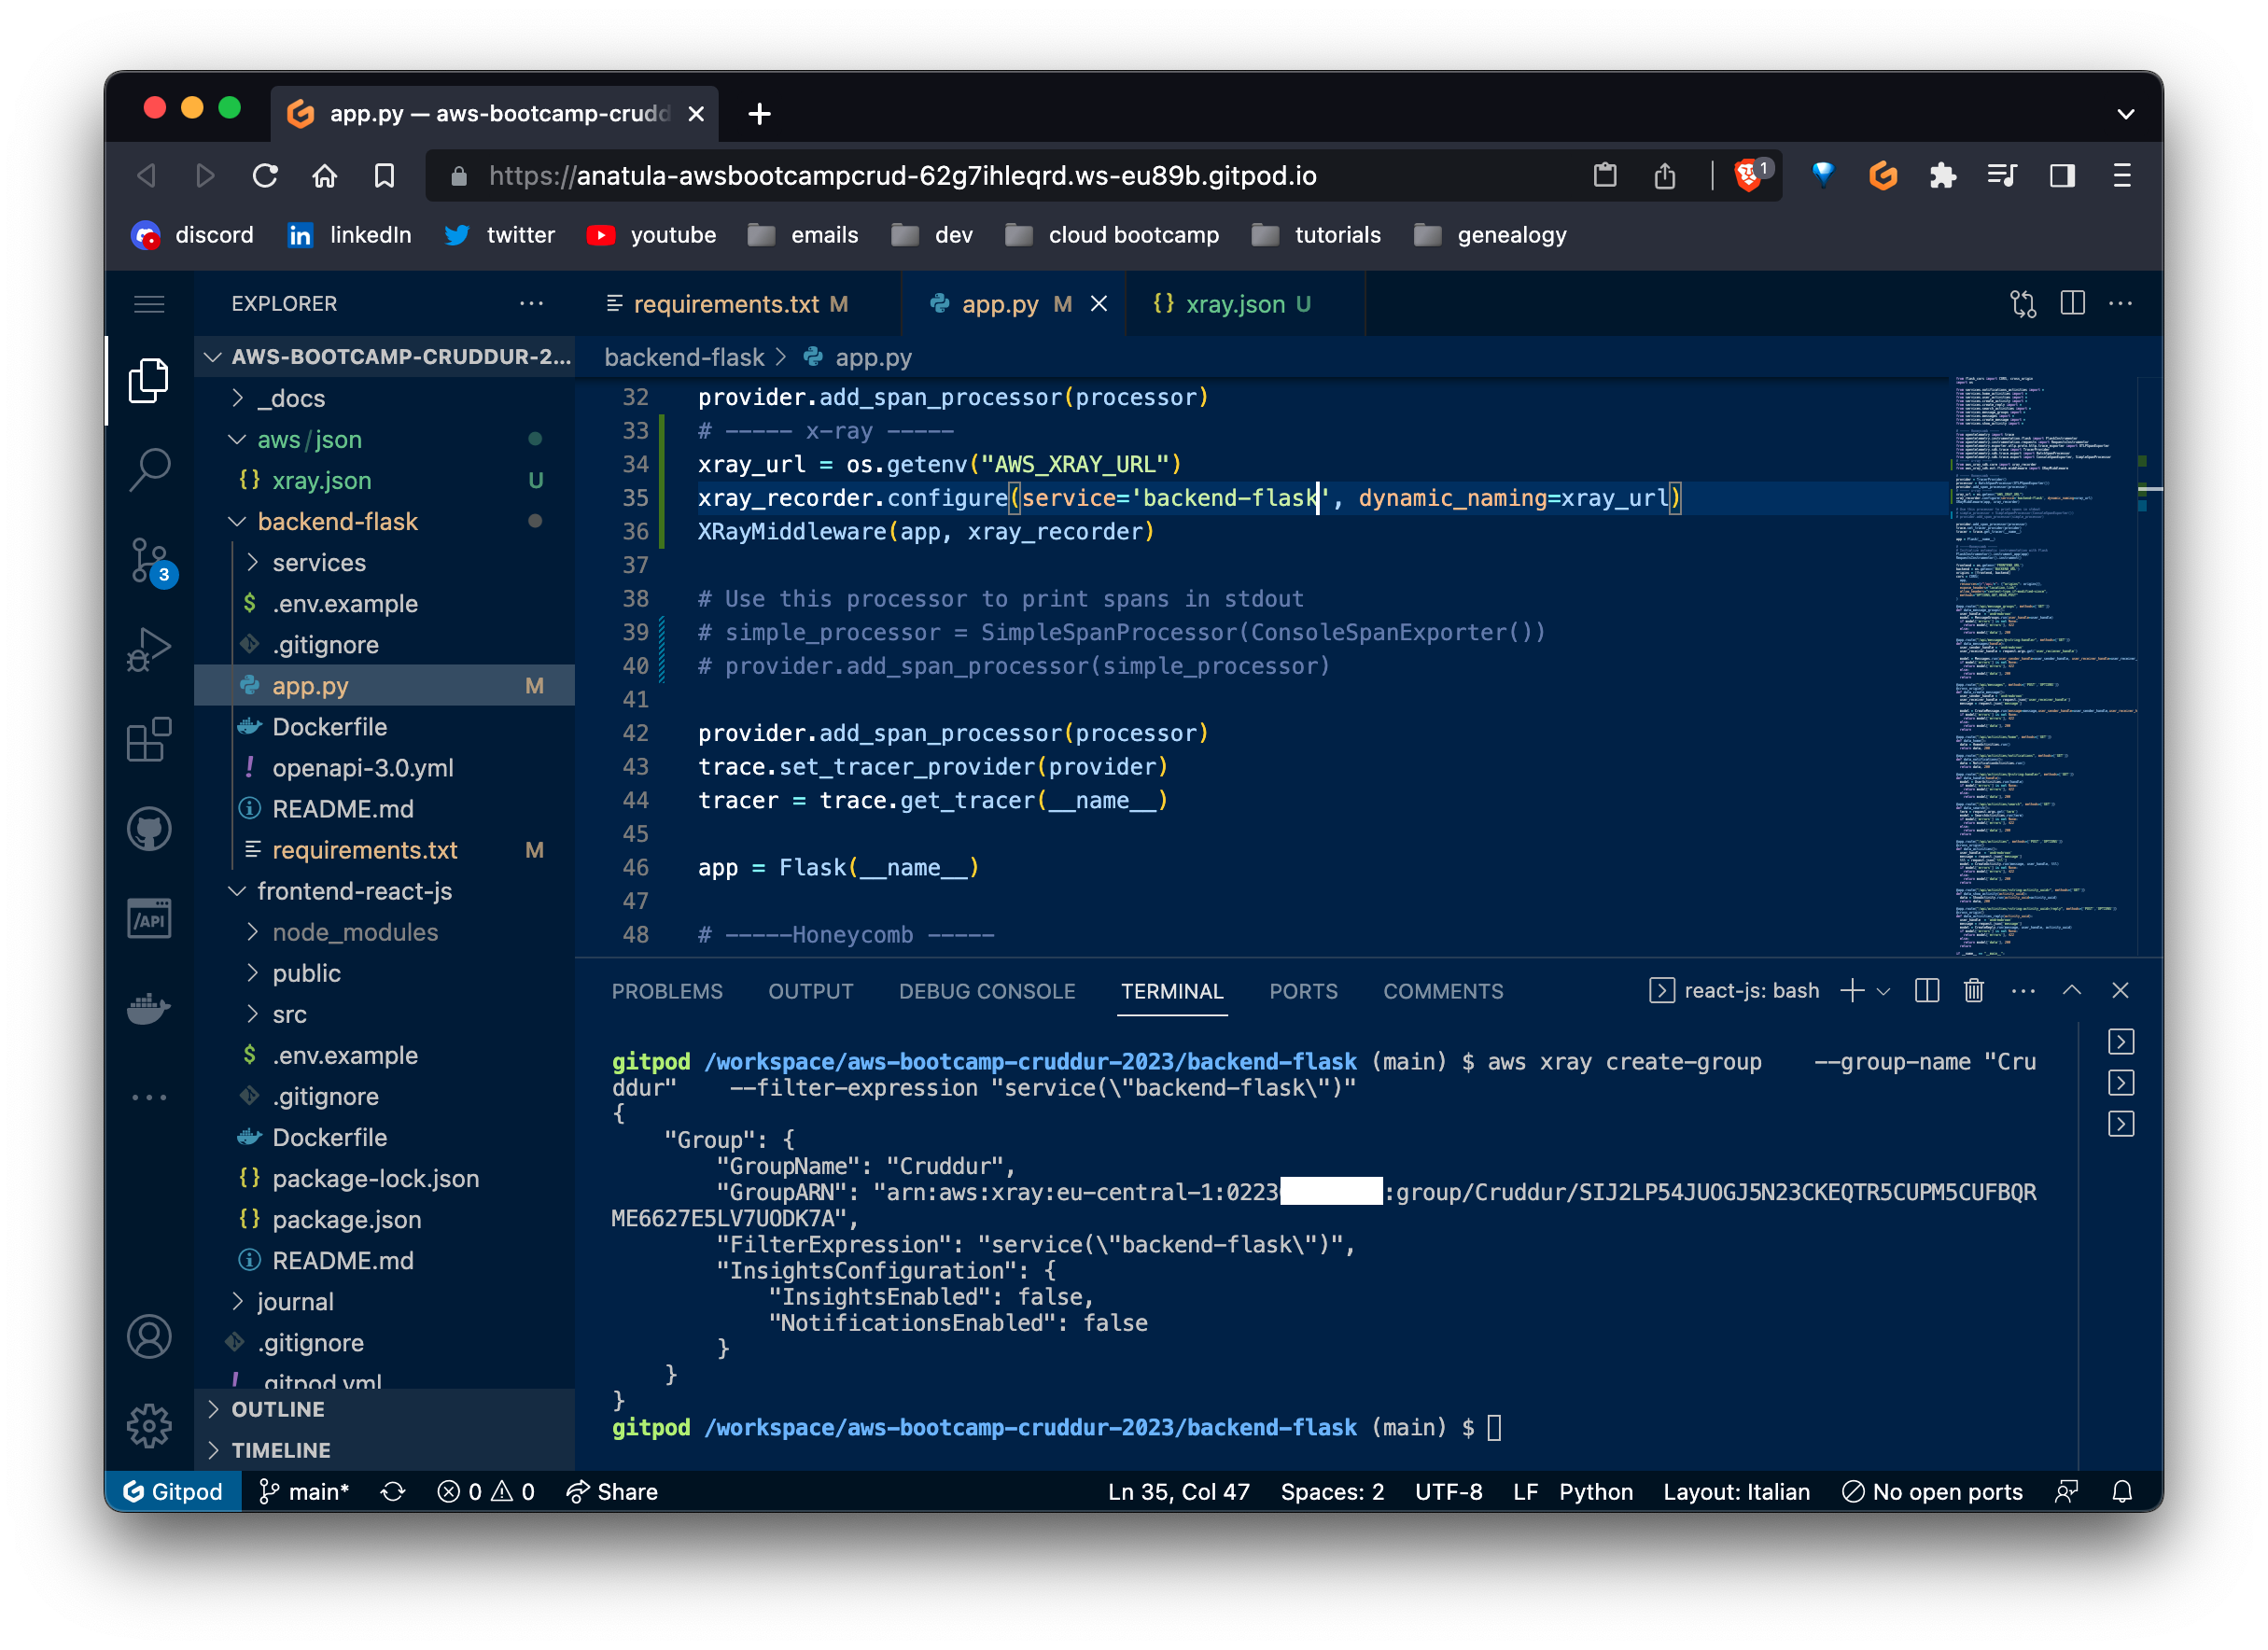 app.py — aws-bootcamp-crudd
https://anatula-awsbootcampcrud-62g7ihleqrd.ws-eu89b.gitpod.io
1
discord linkedIn twitter youtube emails dev cloud bootcamp tutorials genealogy
EXPLORER
requirements.txt M app.py M xray.json U
AWS-BOOTCAMP-CRUDDUR-2...
_docs
aws/json
{} xray.json U
backend-flask
services
$ .env.example
.gitignore
app.py M
Dockerfile
! openapi-3.0.yml
README.md
requirements.txt M
frontend-react-js
node_modules
public
src
$ .env.example
.gitignore
Dockerfile
{} package-lock.json
{} package.json
README.md
journal
.gitignore
! .gitpod.yml
OUTLINE
TIMELINE
3
/API
backend-flask > app.py
32 provider.add_span_processor(processor)
33 # ----- x-ray -----
34 xray_url = os.getenv("AWS_XRAY_URL")
35 xray_recorder.configure(service='backend-flask', dynamic_naming=xray_url)
36 XRayMiddleware(app, xray_recorder)
37
38 # Use this processor to print spans in stdout
39 # simple_processor = SimpleSpanProcessor(ConsoleSpanExporter())
40 # provider.add_span_processor(simple_processor)
41
42 provider.add_span_processor(processor)
43 trace.set_tracer_provider(provider)
44 tracer = trace.get_tracer(__name__)
45
46 app = Flask(__name__)
47
48 # -----Honeycomb -----
PROBLEMS OUTPUT DEBUG CONSOLE TERMINAL PORTS COMMENTS react-js: bash
gitpod /workspace/aws-bootcamp-cruddur-2023/backend-flask (main) $ aws xray create-group    --group-name "Cru
ddur"    --filter-expression "service(\"backend-flask\")"
{
    "Group": {
        "GroupName": "Cruddur",
        "GroupARN": "arn:aws:xray:eu-central-1:0223 :group/Cruddur/SIJ2LP54JUOGJ5N23CKEQTR5CUPM5CUFBQR
ME6627E5LV7UODK7A",
        "FilterExpression": "service(\"backend-flask\")",
        "InsightsConfiguration": {
            "InsightsEnabled": false,
            "NotificationsEnabled": false
        }
    }
}
gitpod /workspace/aws-bootcamp-cruddur-2023/backend-flask (main) $
Gitpod main* 0 0 Share Ln 35, Col 47 Spaces: 2 UTF-8 LF Python Layout: Italian No open ports